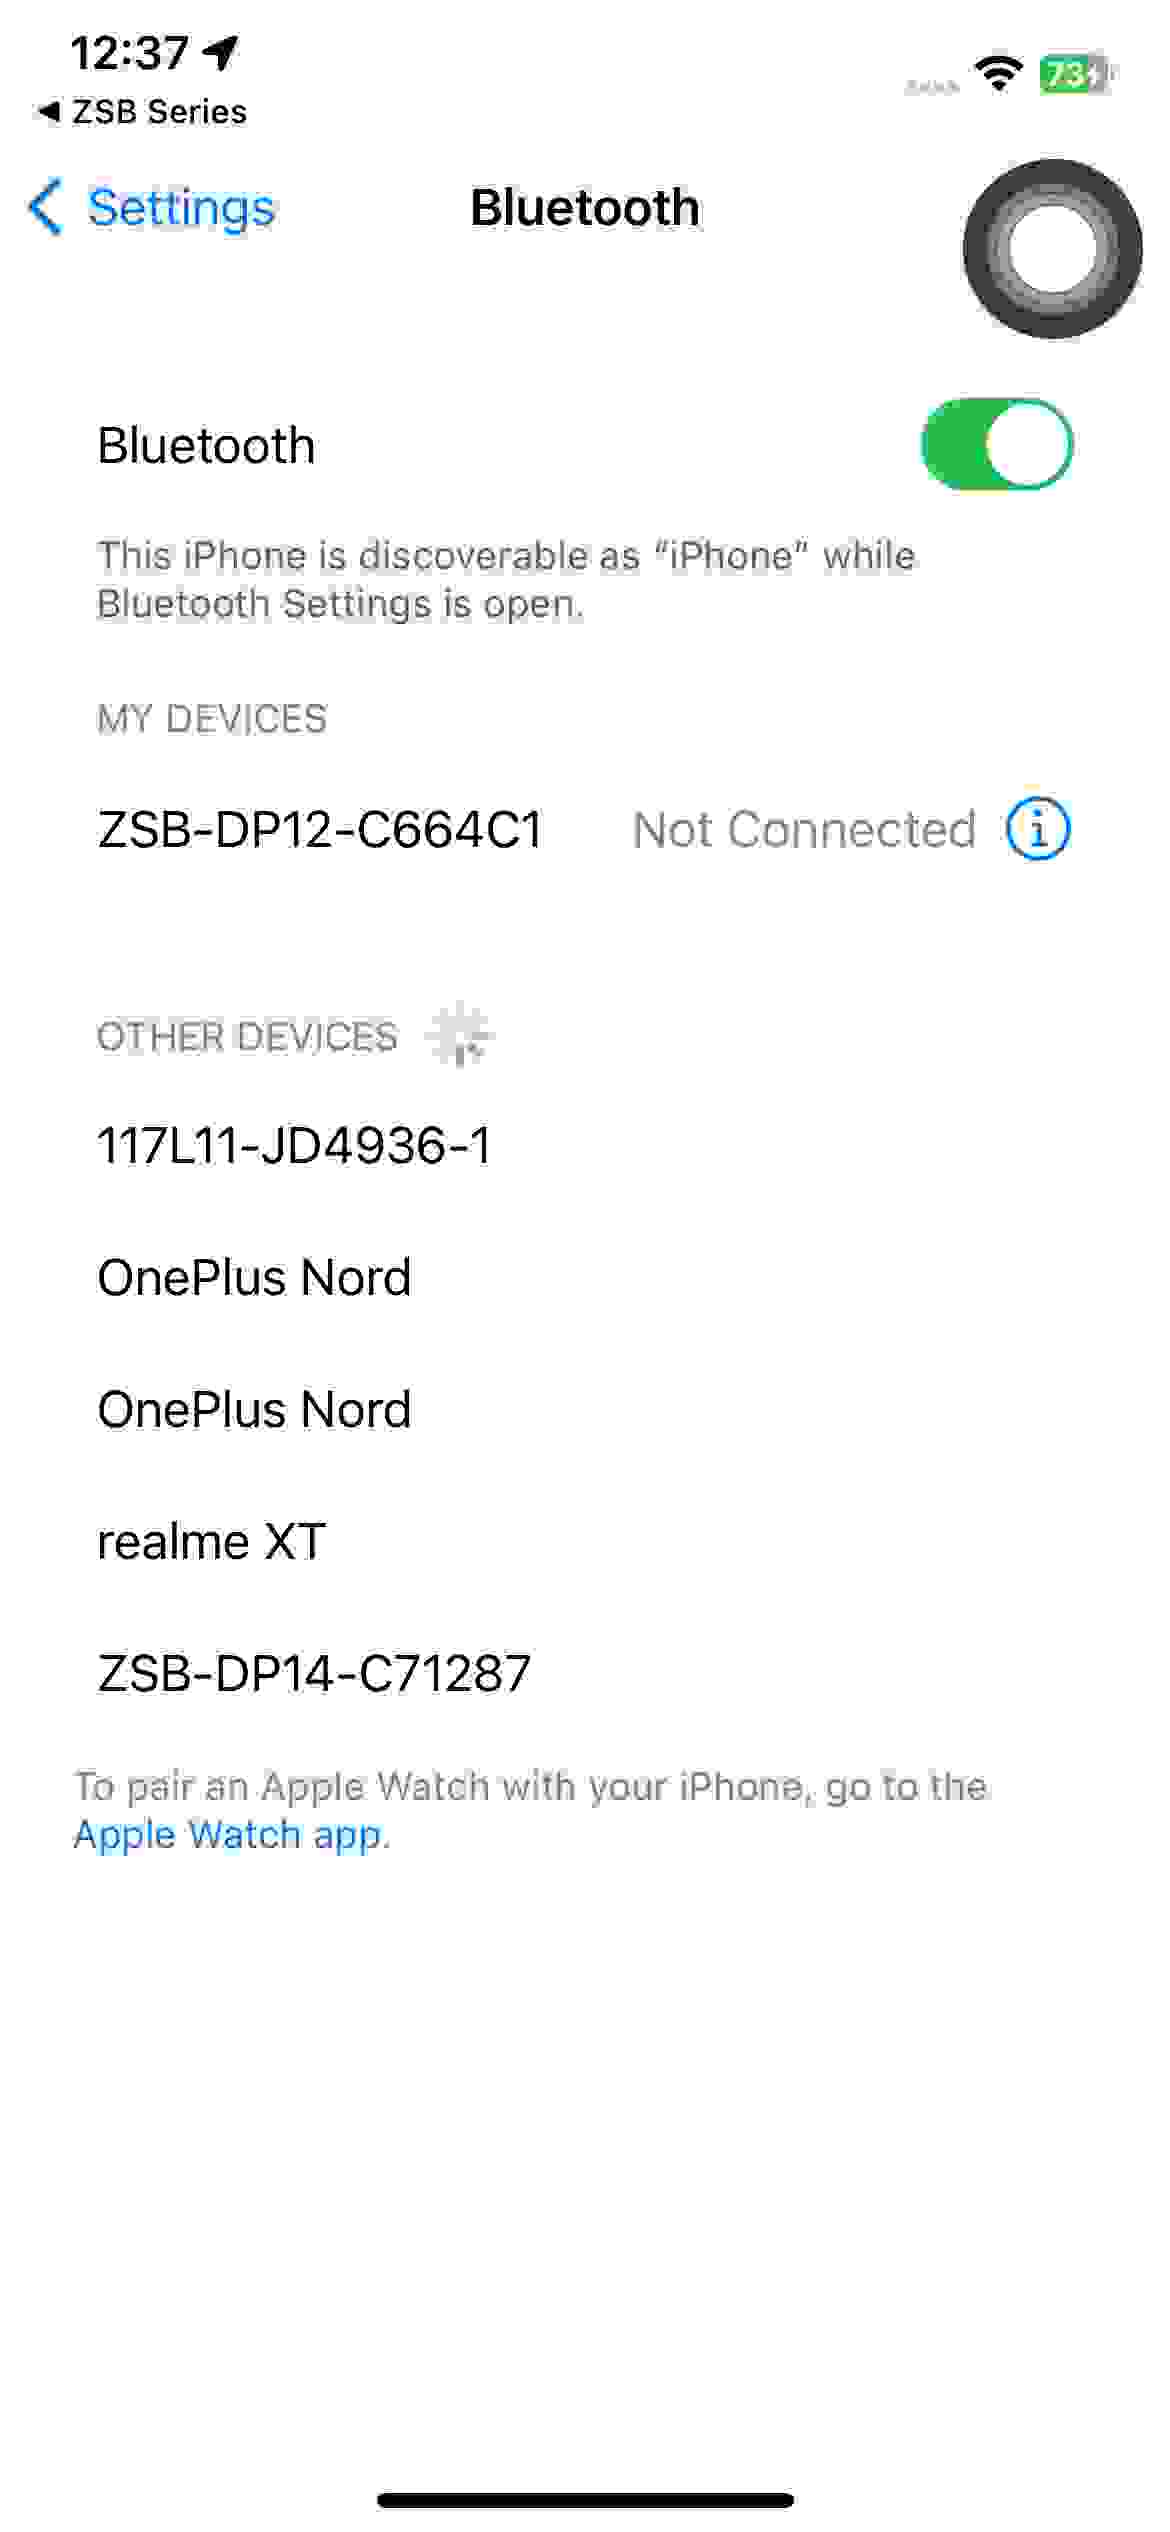 12:37
◀ ZSB Series
73
Settings
Bluetooth
Bluetooth
This iPhone is discoverable as “iPhone” while
Bluetooth Settings is open.
MY DEVICES
ZSB-DP12-C664C1 Not Connected
OTHER DEVICES
117L11-JD4936-1
OnePlus Nord
OnePlus Nord
realme XT
ZSB-DP14-C71287
To pair an Apple Watch with your iPhone, go to the
Apple Watch app.